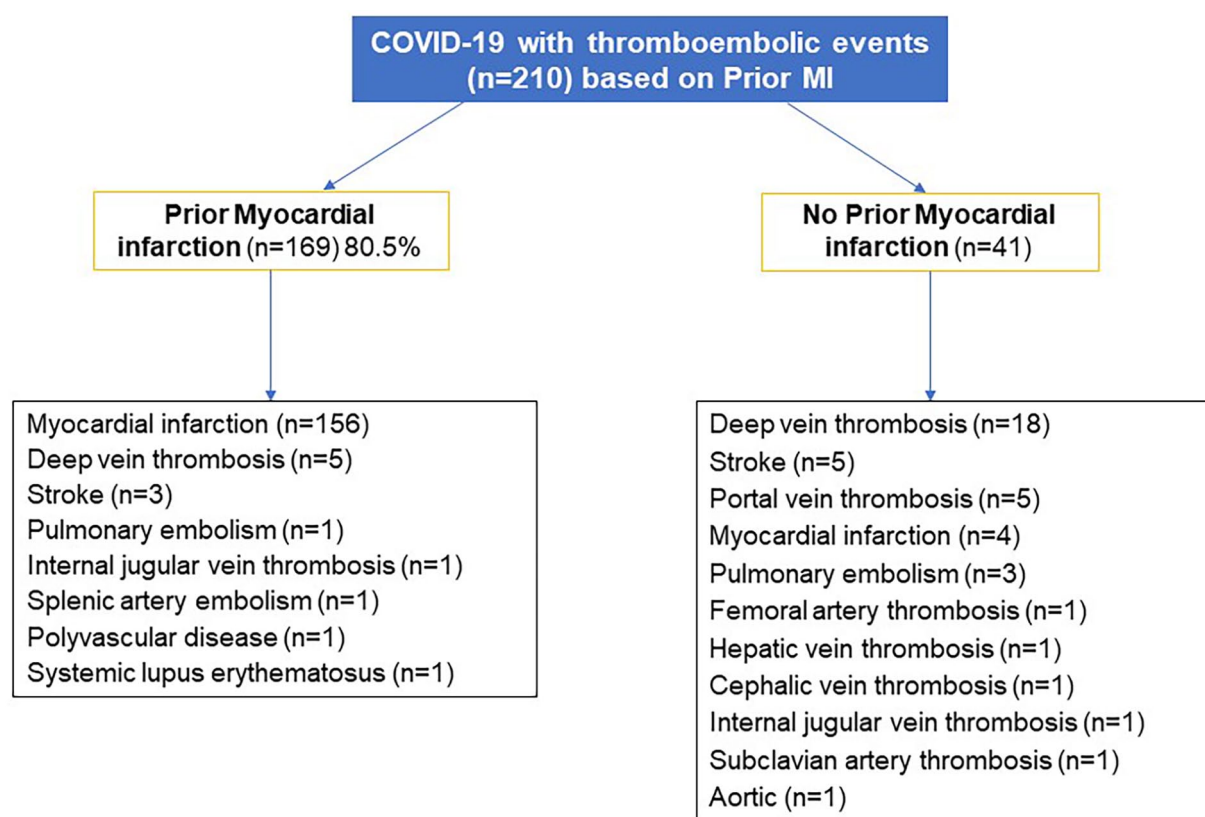 COVID-19 with thromboembolic events
(n=210) based on Prior MI
Prior Myocardial
infarction (n=169) 80.5%
No Prior Myocardial
infarction (n=41)
Myocardial infarction (n=156)
Deep vein thrombosis (n=5)
Stroke (n=3)
Pulmonary embolism (n=1)
Internal jugular vein thrombosis (n=1)
Splenic artery embolism (n=1)
Polyvascular disease (n=1)
Systemic lupus erythematosus (n=1)
Deep vein thrombosis (n=18)
Stroke (n=5)
Portal vein thrombosis (n=5)
Myocardial infarction (n=4)
Pulmonary embolism (n=3)
Femoral artery thrombosis (n=1)
Hepatic vein thrombosis (n=1)
Cephalic vein thrombosis (n=1)
Internal jugular vein thrombosis (n=1)
Subclavian artery thrombosis (n=1)
Aortic (n=1)